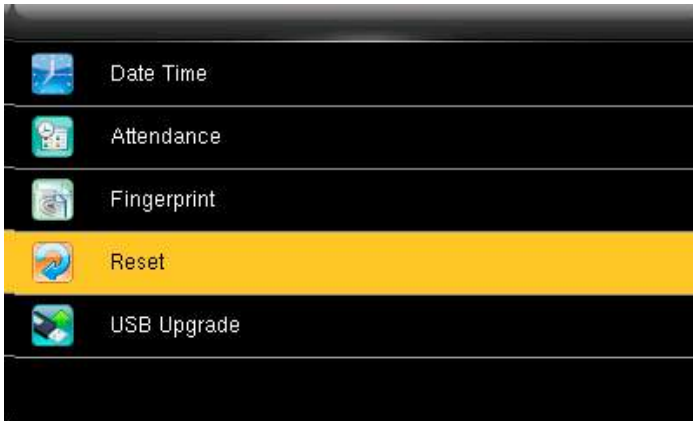 Date Time
Attendance
Fingerprint
Reset
USB Upgrade